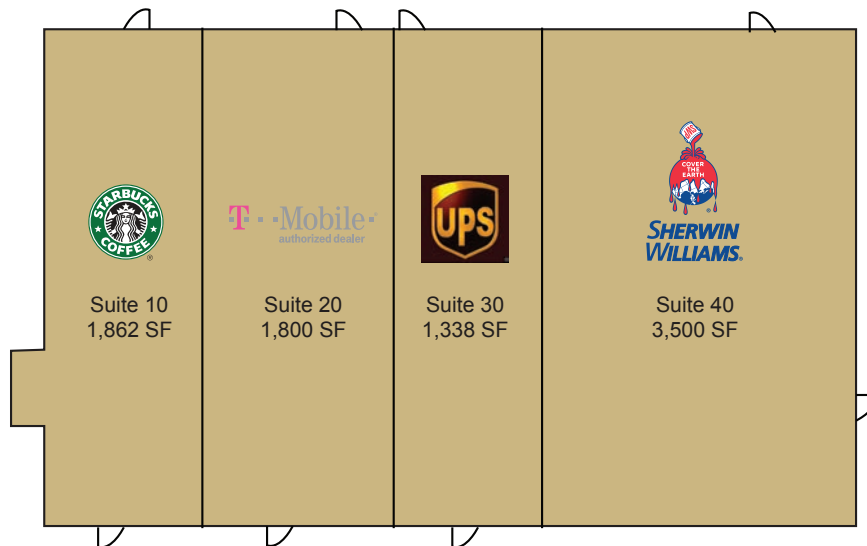 STARBUCKS
COFFEE
®
T··Mobile·®
authorized dealer
UPS
®
SWP
COVER
THE
EARTH
®
SHERWIN
WILLIAMS®
Suite 10
1,862 SF
Suite 20
1,800 SF
Suite 30
1,338 SF
Suite 40
3,500 SF